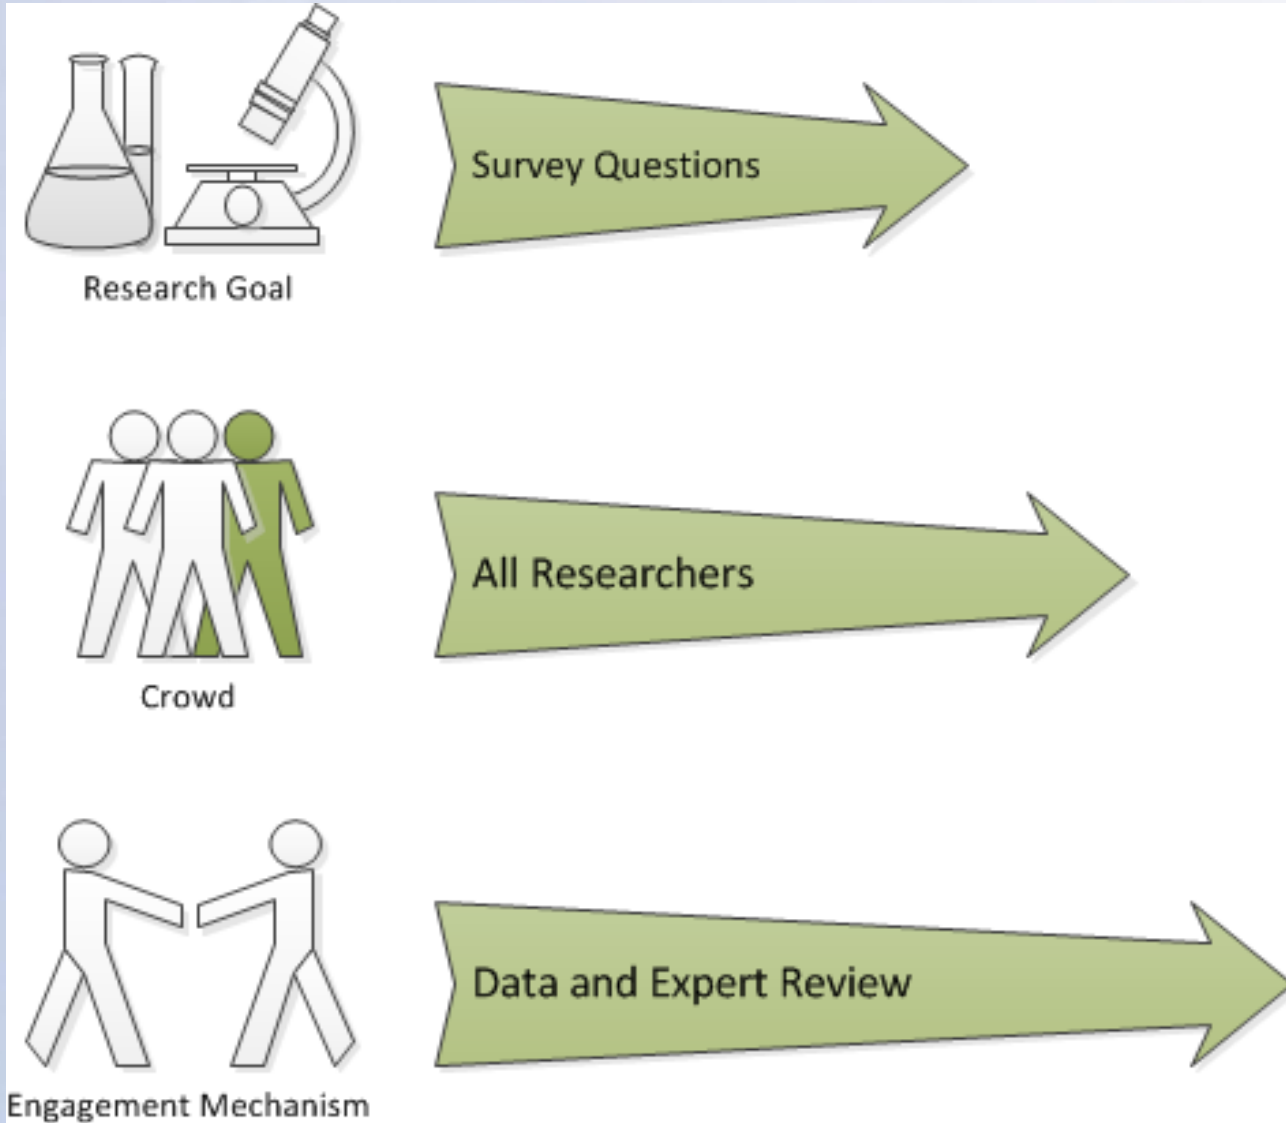 Survey Questions
Research Goal
All Researchers
Crowd
Data and Expert Review
Engagement Mechanism